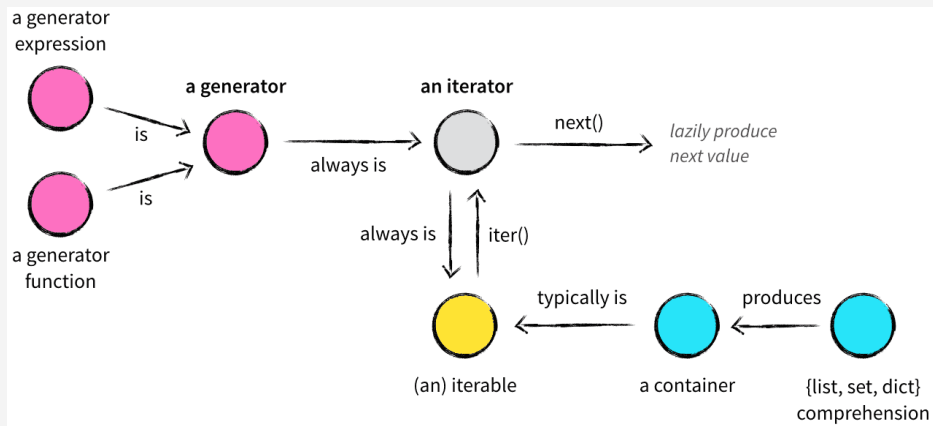 a generator
expression
a generator
an iterator
next()
lazily produce
next value
is
always is
is
a generator
function
always is
iter()
typically is
produces
(an) iterable
a container
{list, set, dict}
comprehension